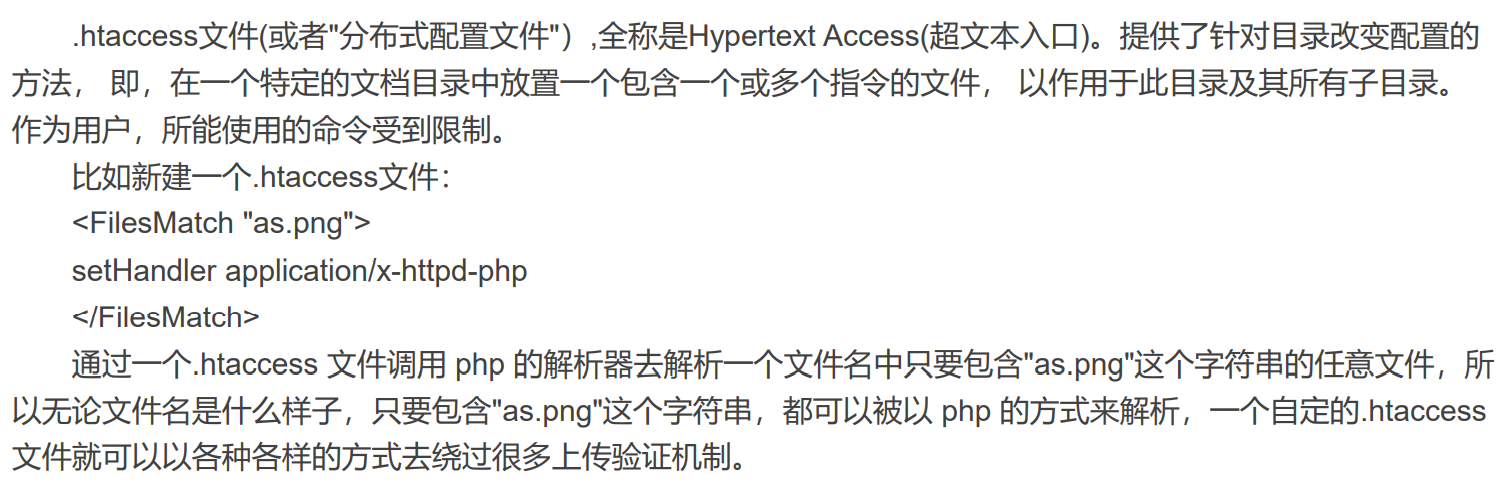 .htaccess文件(或者"分布式配置文件"）,全称是Hypertext Access(超文本入口)。提供了针对目录改变配置的
方法， 即，在一个特定的文档目录中放置一个包含一个或多个指令的文件， 以作用于此目录及其所有子目录。
作为用户，所能使用的命令受到限制。
比如新建一个.htaccess文件：
<FilesMatch "as.png">
setHandler application/x-httpd-php
</FilesMatch>
通过一个.htaccess 文件调用 php 的解析器去解析一个文件名中只要包含"as.png"这个字符串的任意文件，所
以无论文件名是什么样子，只要包含"as.png"这个字符串，都可以被以 php 的方式来解析，一个自定的.htaccess
文件就可以以各种各样的方式去绕过很多上传验证机制。